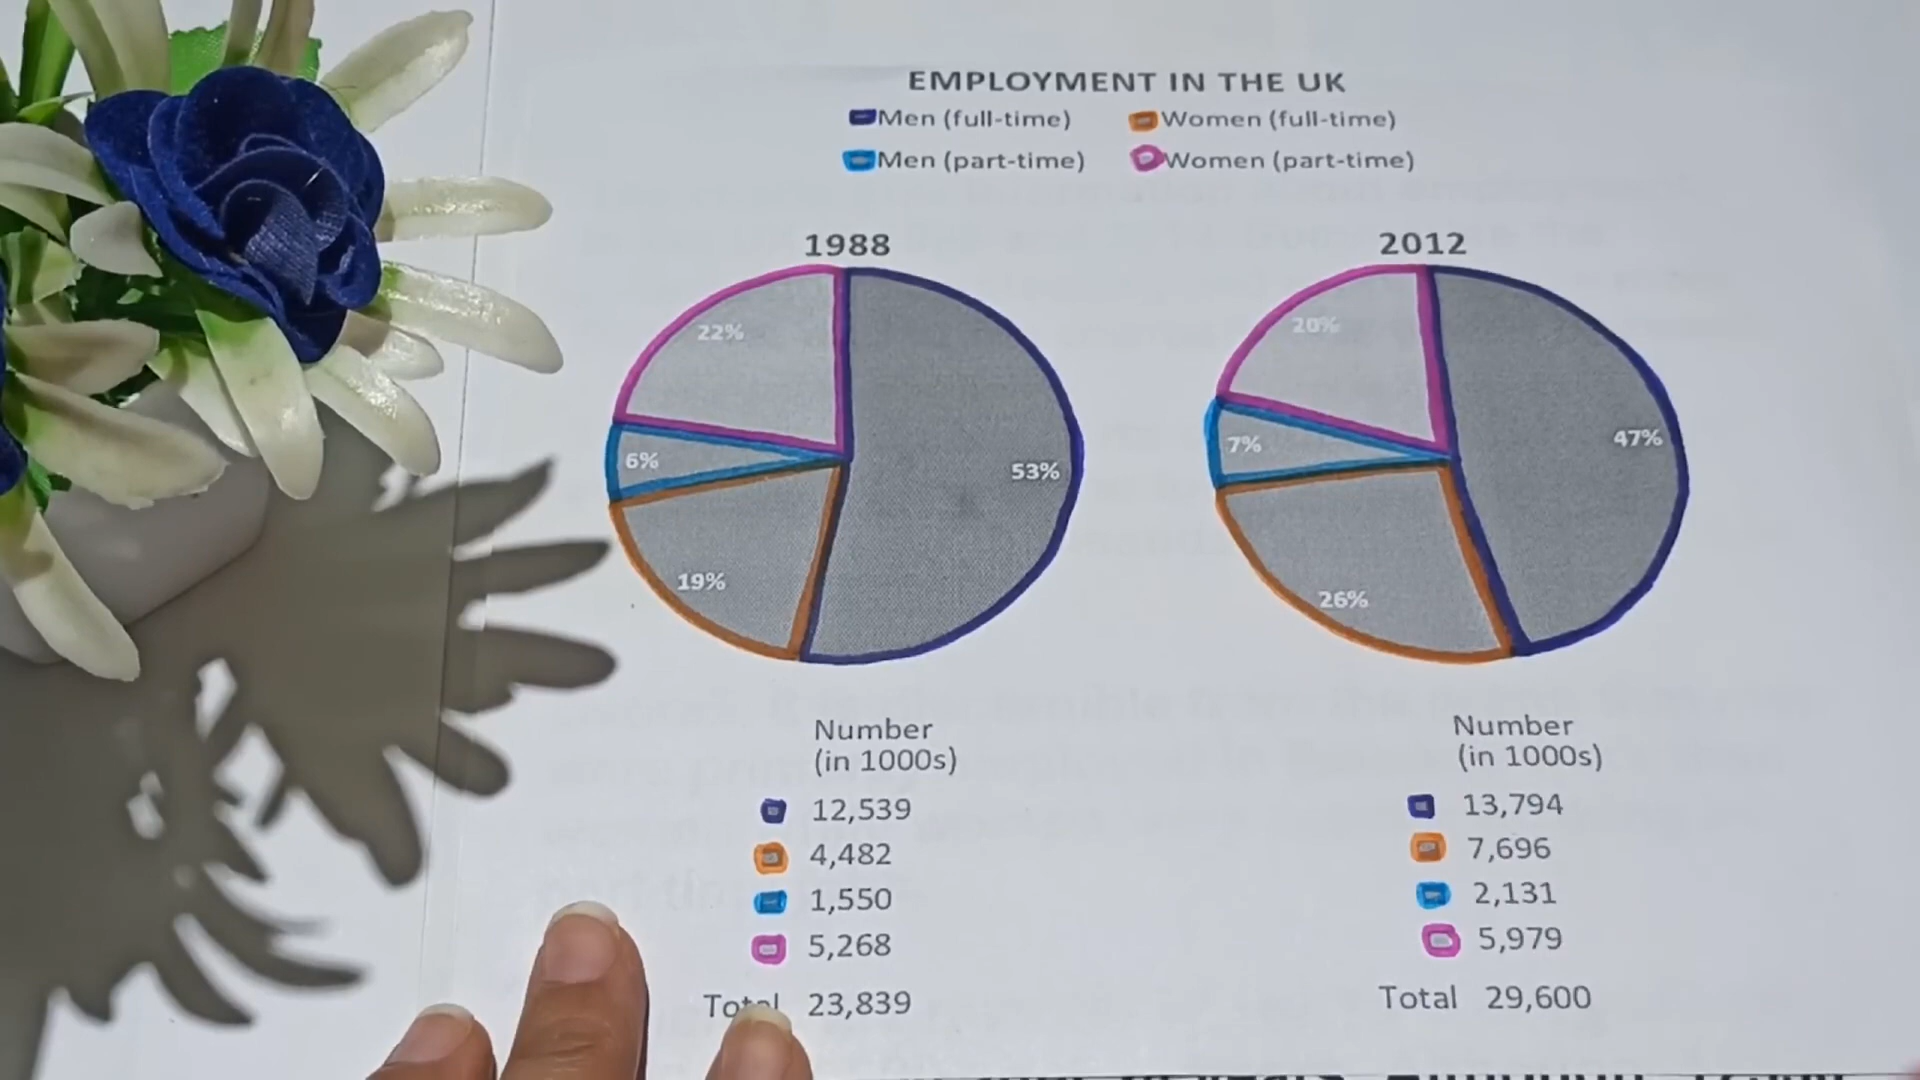 EMPLOYMENT IN THE UK
Men (full-time) Women (full-time)
Men (part-time) Women (part-time)
1988
22%
6%
19%
53%
2012
20%
7%
26%
47%
Number
(in 1000s)
12,539
4,482
1,550
5,268
Total 23,839
Number
(in 1000s)
13,794
7,696
2,131
5,979
Total 29,600